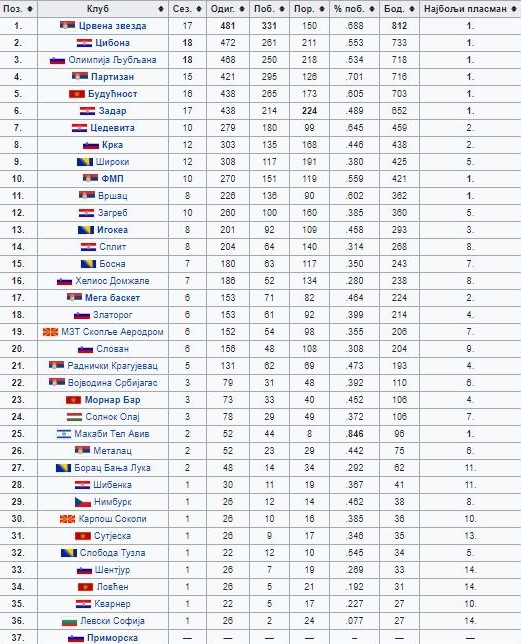 Поз. Клуб Сез. Одиг. Поб. Пор. % поб. Бод. Најбољи пласман
1. Црвена звезда 17 481 331 150 .688 812 1.
2. Цибона 18 472 261 211 .553 733 1.
3. Олимпија Љубљана 18 468 250 218 .534 718 1.
4. Партизан 15 421 295 126 .701 716 1.
5. Будућност 16 438 265 173 .605 703 1.
6. Задар 17 438 214 224 .489 652 1.
7. Цедевита 10 279 180 99 .645 459 2.
8. Крка 12 303 135 168 .446 438 2.
9. Широки 12 308 117 191 .380 425 5.
10. ФМП 10 270 151 119 .559 421 1.
11. Вршац 8 226 136 90 .602 362 1.
12. Загреб 10 260 100 160 .385 360 5.
13. Игокеа 8 201 92 109 .458 293 3.
14. Сплит 8 204 64 140 .314 268 8.
15. Босна 7 180 63 117 .350 243 7.
16. Хелиос Домжале 7 186 52 134 .280 238 8.
17. Мега баскет 6 153 71 82 .464 224 2.
18. Златорог 6 153 61 92 .399 214 4.
19. МЗТ Скопље Аеродром 6 152 54 98 .355 206 7.
20. Слован 6 156 48 108 .308 204 9.
21. Раднички Крагујевац 5 131 62 69 .473 193 4.
22. Војводина Србијагас 3 79 31 48 .392 110 6.
23. Морнар Бар 3 73 33 40 .452 106 4.
24. Солнок Олај 3 78 29 49 .372 106 7.
25. Макаби Тел Авив 2 52 44 8 .846 96 1.
26. Металац 2 52 23 29 .442 75 6.
27. Борац Бања Лука 2 48 14 34 .292 62 11.
28. Шибенка 1 30 11 19 .367 41 11.
29. Нимбурк 1 26 12 14 .462 38 8.
30. Карпош Соколи 1 26 10 16 .385 36 10.
31. Сутјеска 1 26 9 17 .346 35 13.
32. Слобода Тузла 1 22 12 10 .545 34 5.
33. Шентјур 1 26 7 19 .269 33 14.
34. Ловћен 1 26 5 21 .192 31 14.
35. Кварнер 1 22 5 17 .227 27 10.
36. Левски Софија 1 26 2 24 .077 27 14.
37. Приморска — — — — – — —